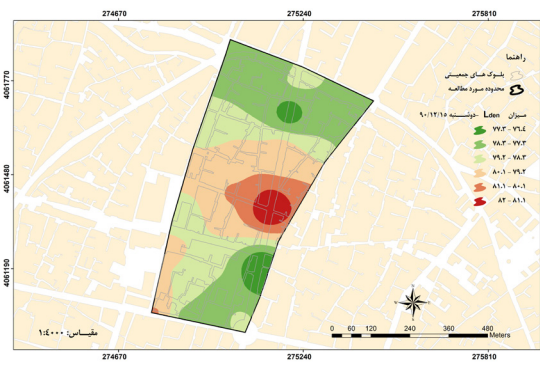 274670 275240 275810
4061770
4061480
4061190
راهنما
بلوک های جمعیتی
محدوده مورد مطالعه
میزان Lden -دوشنبه ۹۰/۱۲/۱۵
۷۷.۳ - ۷۶.۴
۷۸.۳ - ۷۷.۳
۷۹.۲ - ۷۸.۳
۸۰.۱ - ۷۹.۲
۸۱.۱ - ۸۰.۱
۸۲ - ۸۱.۱
مقیاس: ۱:۴۰۰۰
0 60 120 240 360 480
Meters
274670 275240 275810